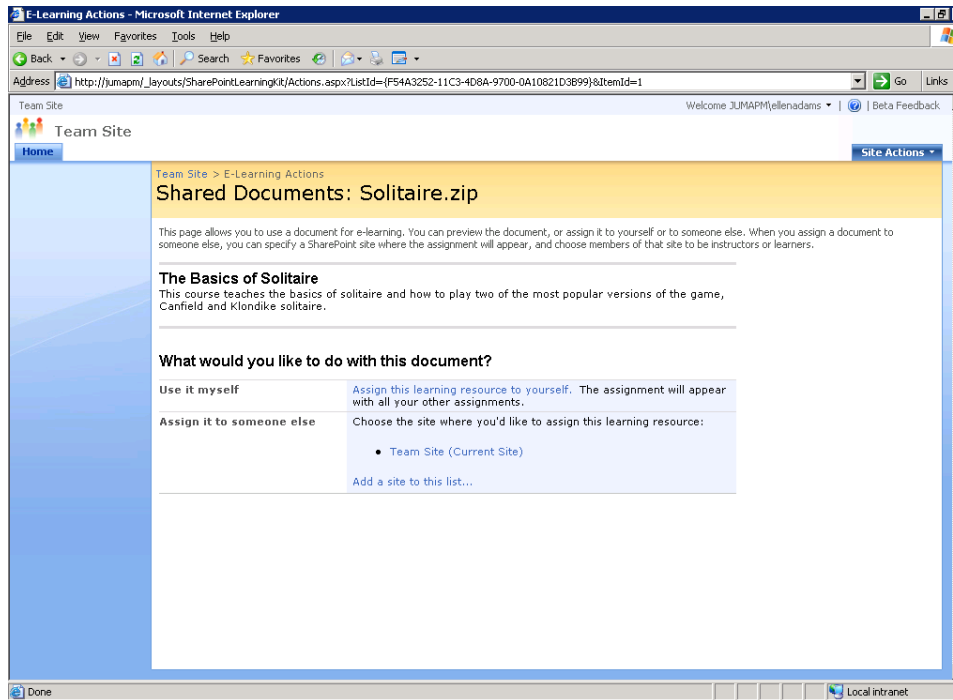 E-Learning Actions - Microsoft Internet Explorer
File Edit View Favorites Tools Help
Back Search Favorites
Address http://jumapm/_layouts/SharePointLearningKit/Actions.aspx?ListId={F54A3252-11C3-4D8A-9700-0A10821D3B99}&ItemId=1 Go Links
Team Site Welcome JUMAPM\ellenadams | Beta Feedback
Team Site
Home Site Actions
Team Site > E-Learning Actions
Shared Documents: Solitaire.zip
This page allows you to use a document for e-learning. You can preview the document, or assign it to yourself or to someone else. When you assign a document to
someone else, you can specify a SharePoint site where the assignment will appear, and choose members of that site to be instructors or learners.
The Basics of Solitaire
This course teaches the basics of solitaire and how to play two of the most popular versions of the game,
Canfield and Klondike solitaire.
What would you like to do with this document?
Use it myself Assign this learning resource to yourself. The assignment will appear
with all your other assignments.
Assign it to someone else Choose the site where you'd like to assign this learning resource:
• Team Site (Current Site)
Add a site to this list...
Done Local intranet